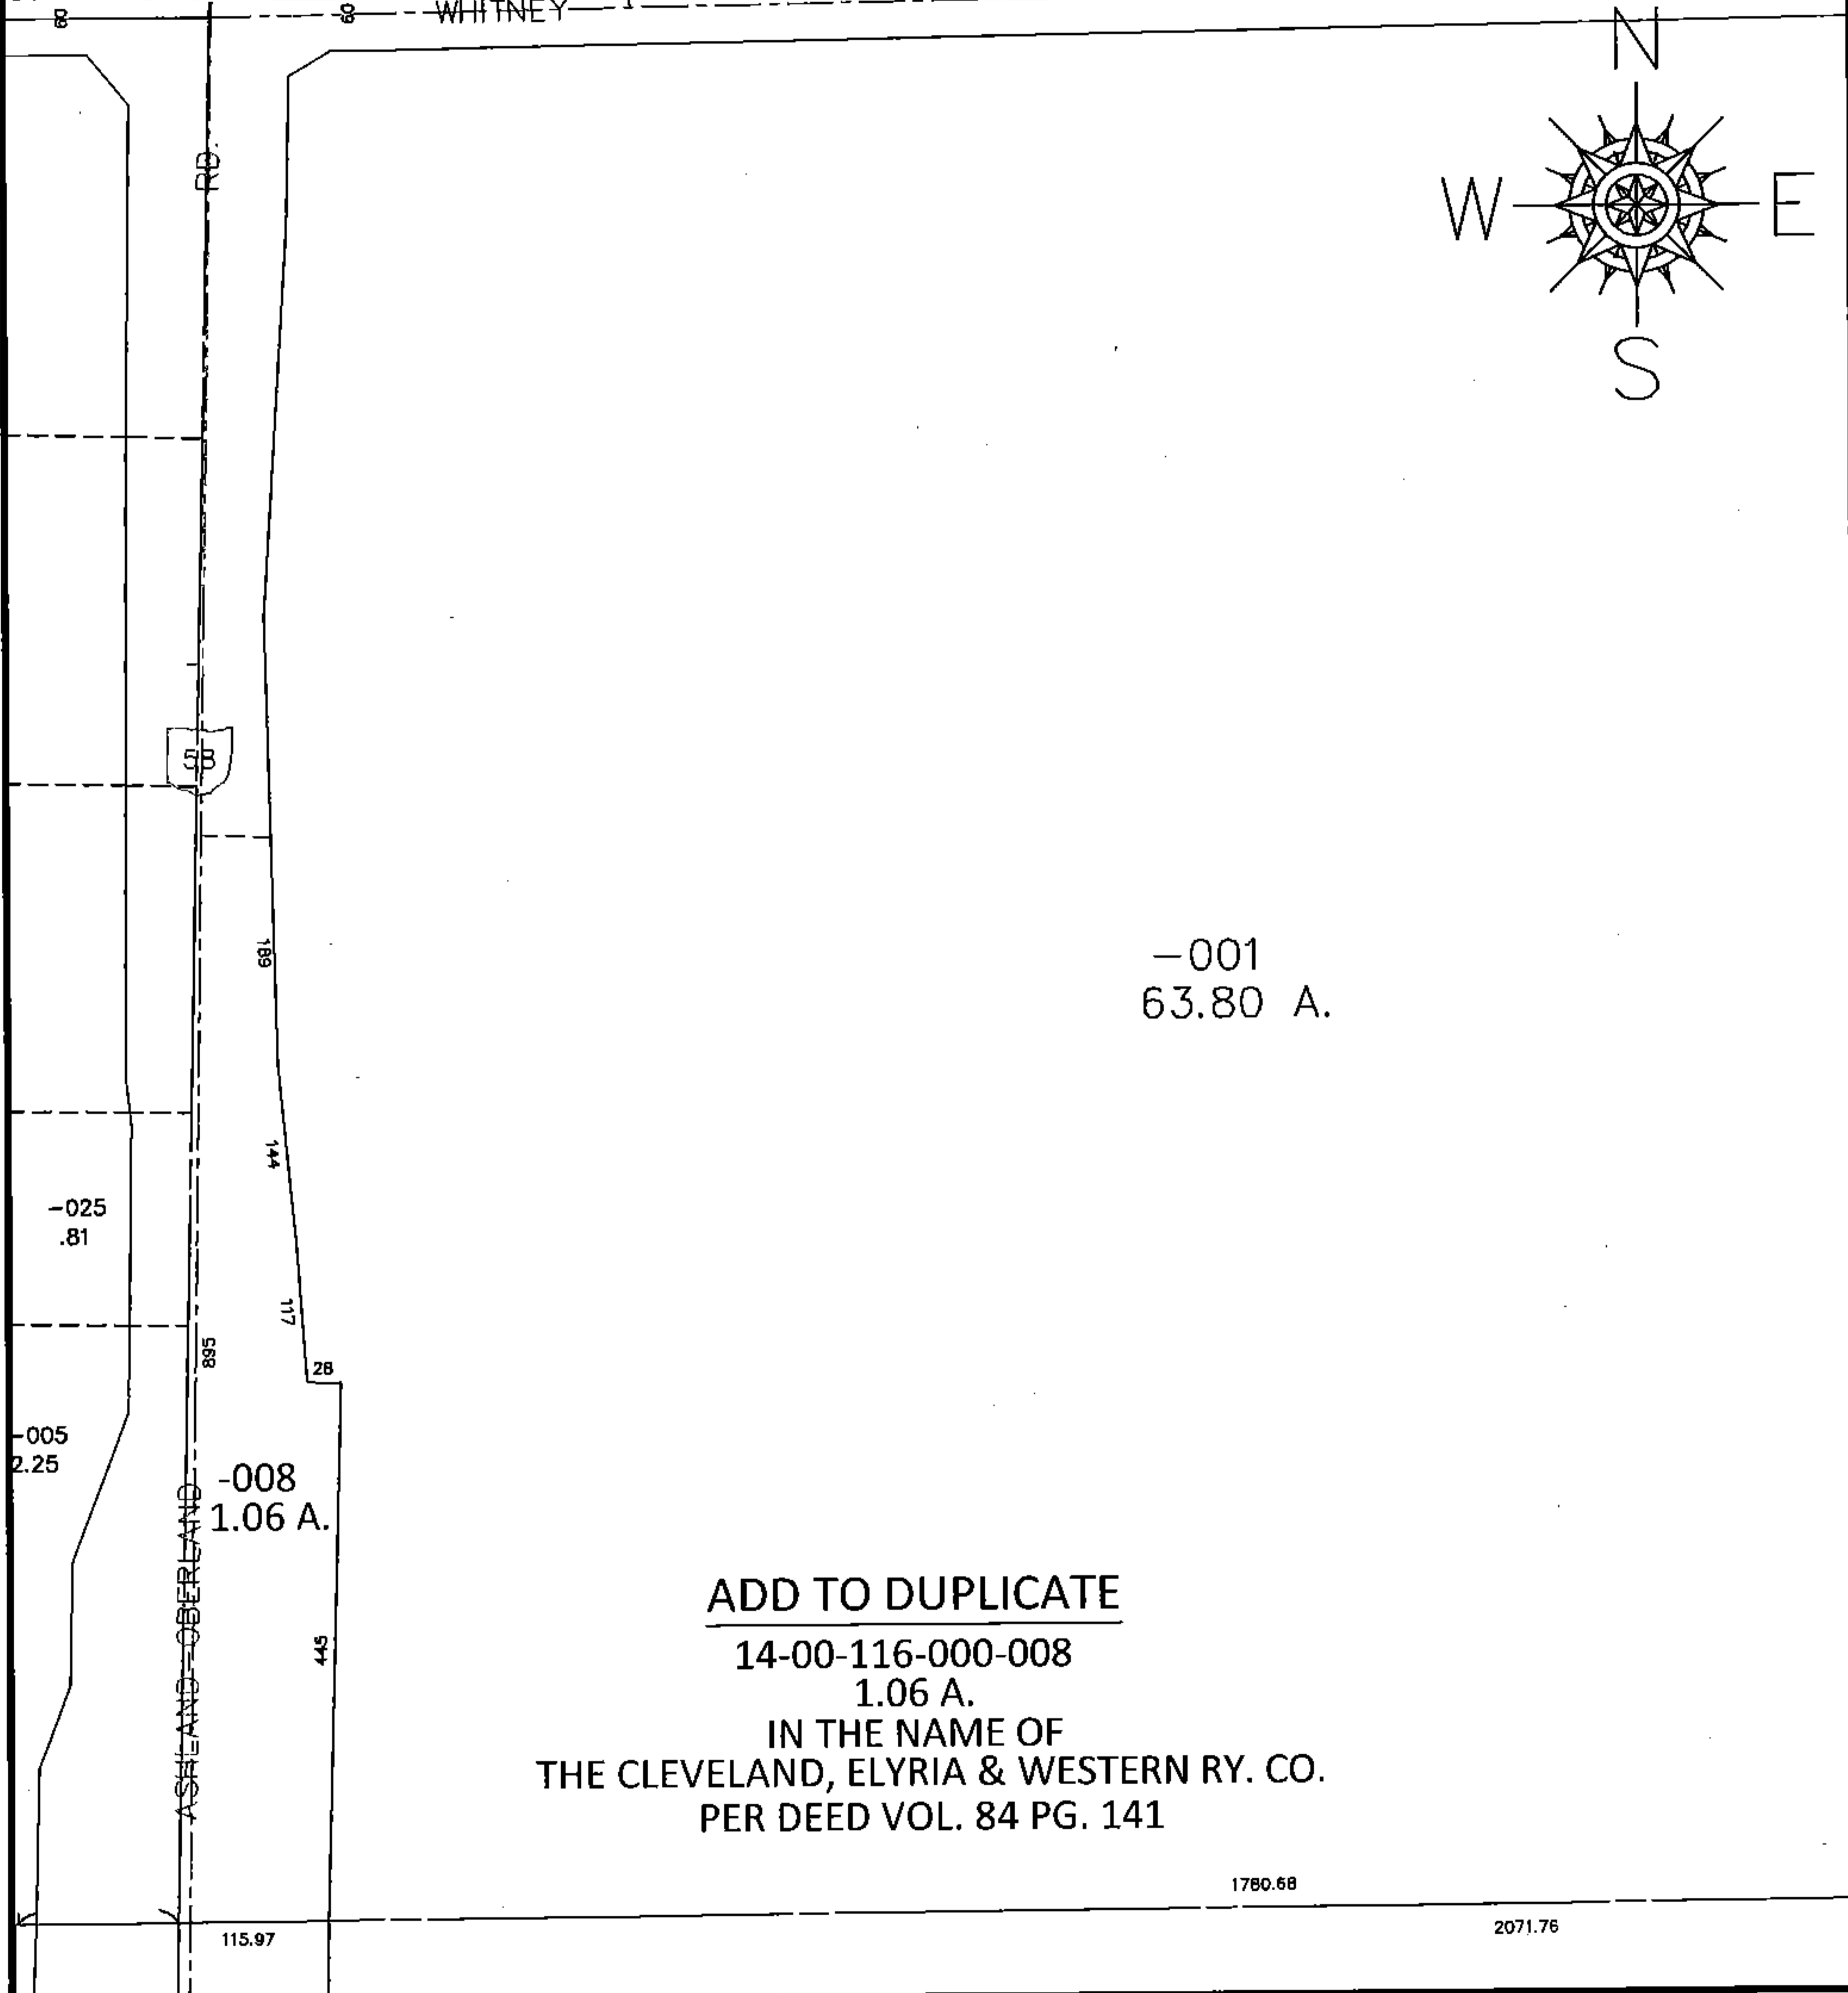 60
60
WHITNEY
N
W
E
S
RD.
58
-001
63.80 A.
189
144
-025
.81
117
895
28
-005
2.25
-008
1.06 A.
ASHLAND-OBERLAND
445
ADD TO DUPLICATE
14-00-116-000-008
1.06 A.
IN THE NAME OF
THE CLEVELAND, ELYRIA & WESTERN RY. CO.
PER DEED VOL. 84 PG. 141
1780.68
115.97
2071.76